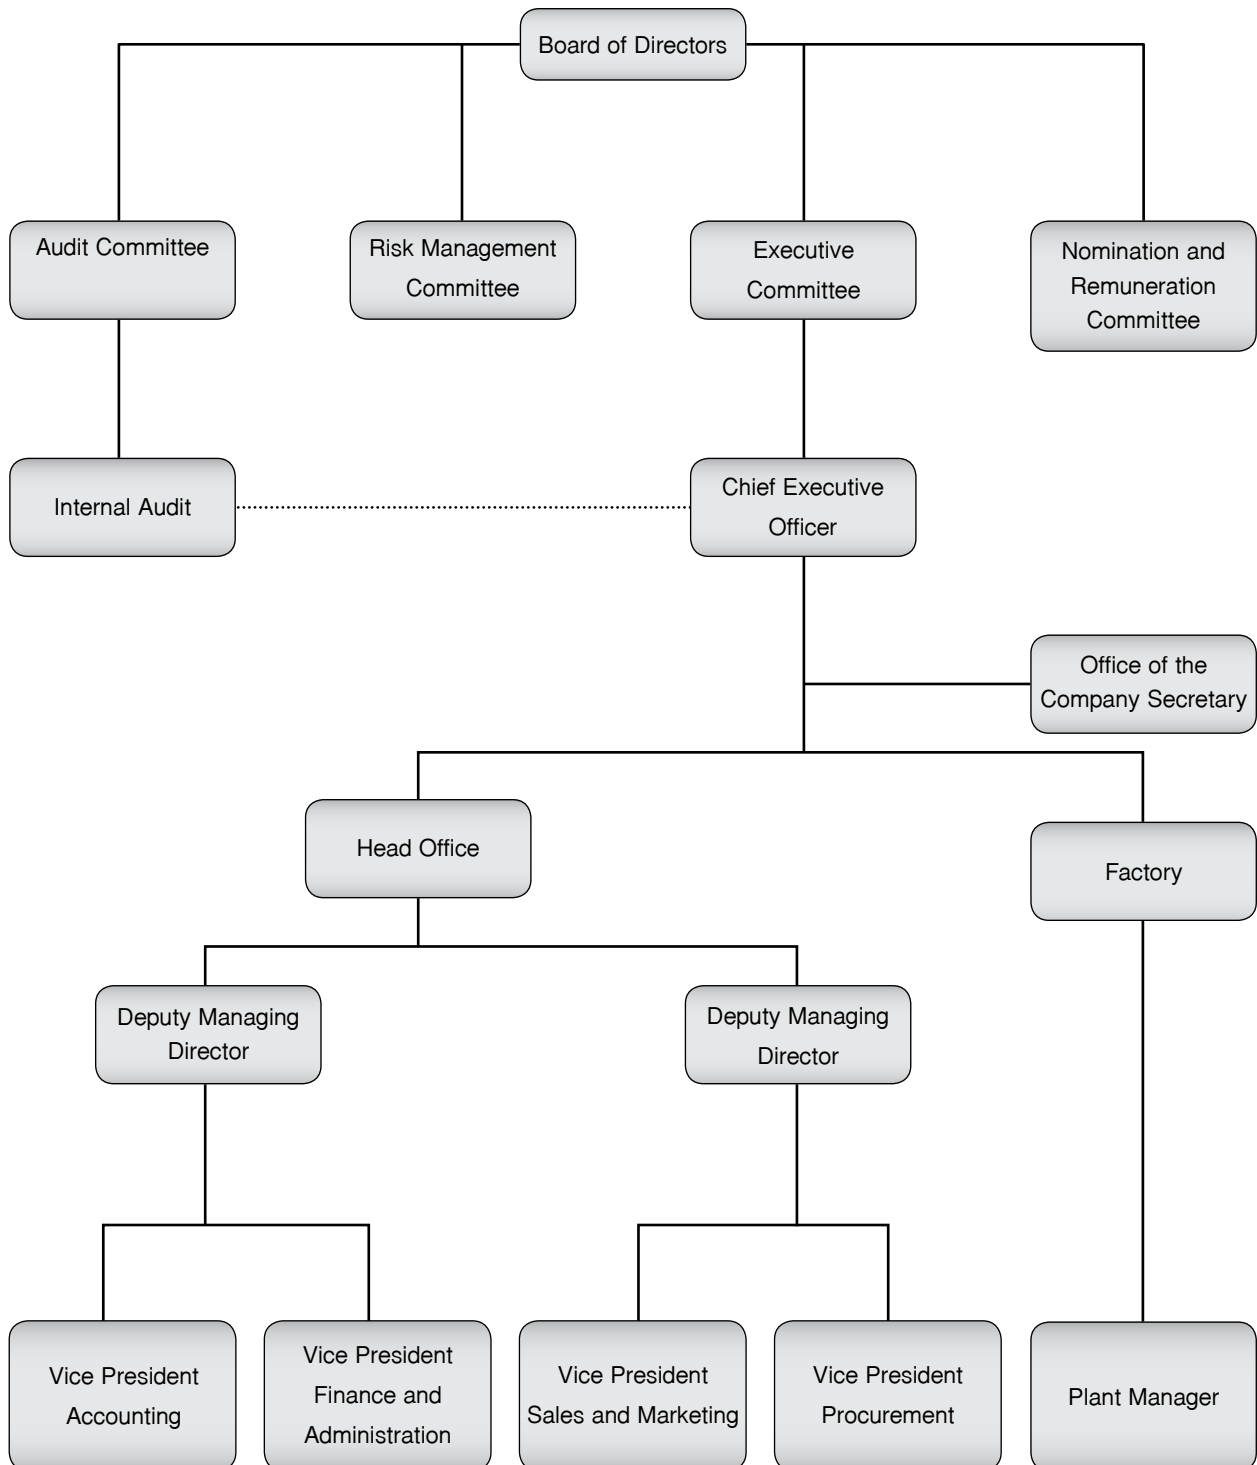 Board of Directors
Audit Committee
Risk Management
Committee
Executive
Committee
Nomination and
Remuneration
Committee
Internal Audit
Chief Executive
Officer
Office of the
Company Secretary
Head Office
Factory
Deputy Managing
Director
Deputy Managing
Director
Vice President
Accounting
Vice President
Finance and
Administration
Vice President
Sales and Marketing
Vice President
Procurement
Plant Manager